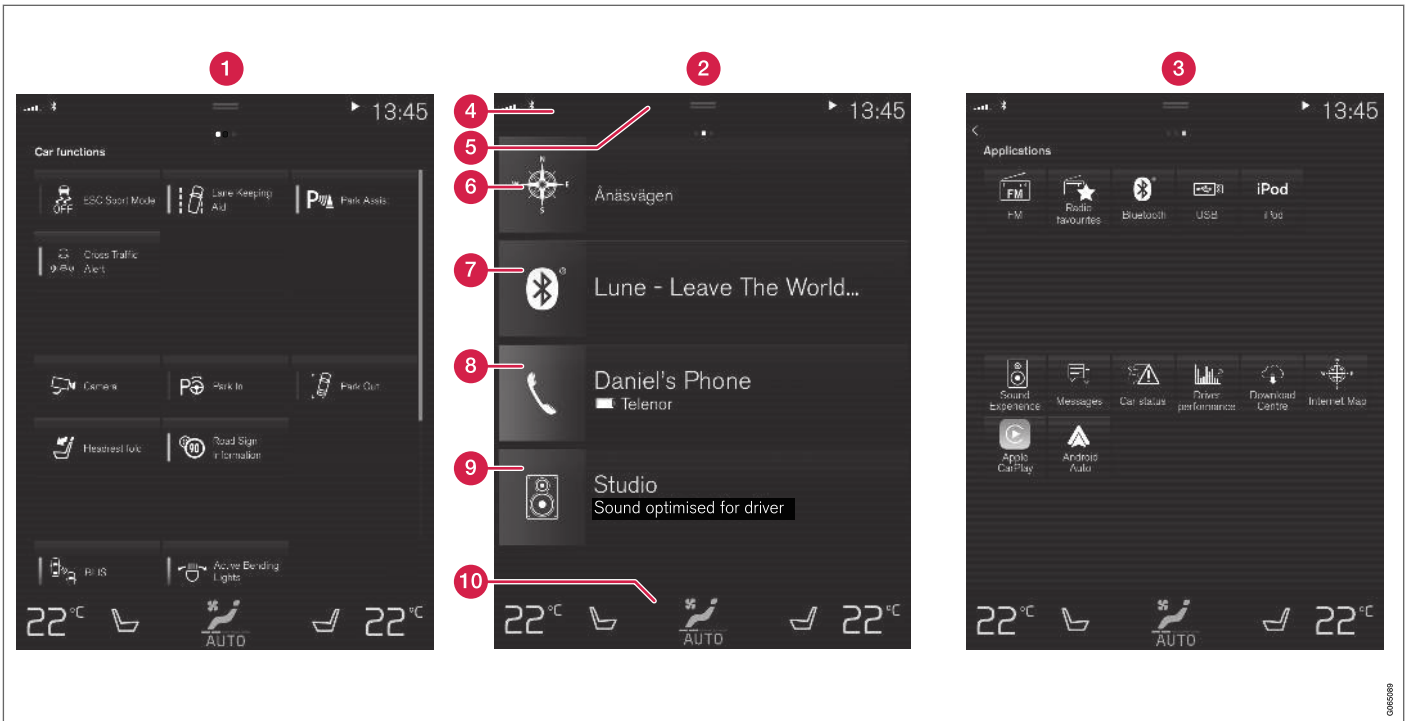 1
2
3
13:45
Car functions
ESC Sport Mode
OFF
Lane Keeping
Aid
P
Park Assist
Cross Traffic
Alert
Camera
P
Park In
Park Out
Headrest fold
90
Road Sign
Information
BLIS
Active Bending
Lights
22°C
AUTO
22°C
4
5
6
7
8
9
10
13:45
N
W
E
S
Ånäsvägen
Lune - Leave The World...
Daniel's Phone
Telenor
Studio
Sound optimised for driver
22°C
AUTO
22°C
13:45
Applications
FM
FM
Radio
favourites
Bluetooth
USB
iPod
iPod
Sound
Experience
Messages
Car status
Driver
performance
Download
Centre
Internet Map
Apple
CarPlay
Android
Auto
22°C
AUTO
22°C
G065089